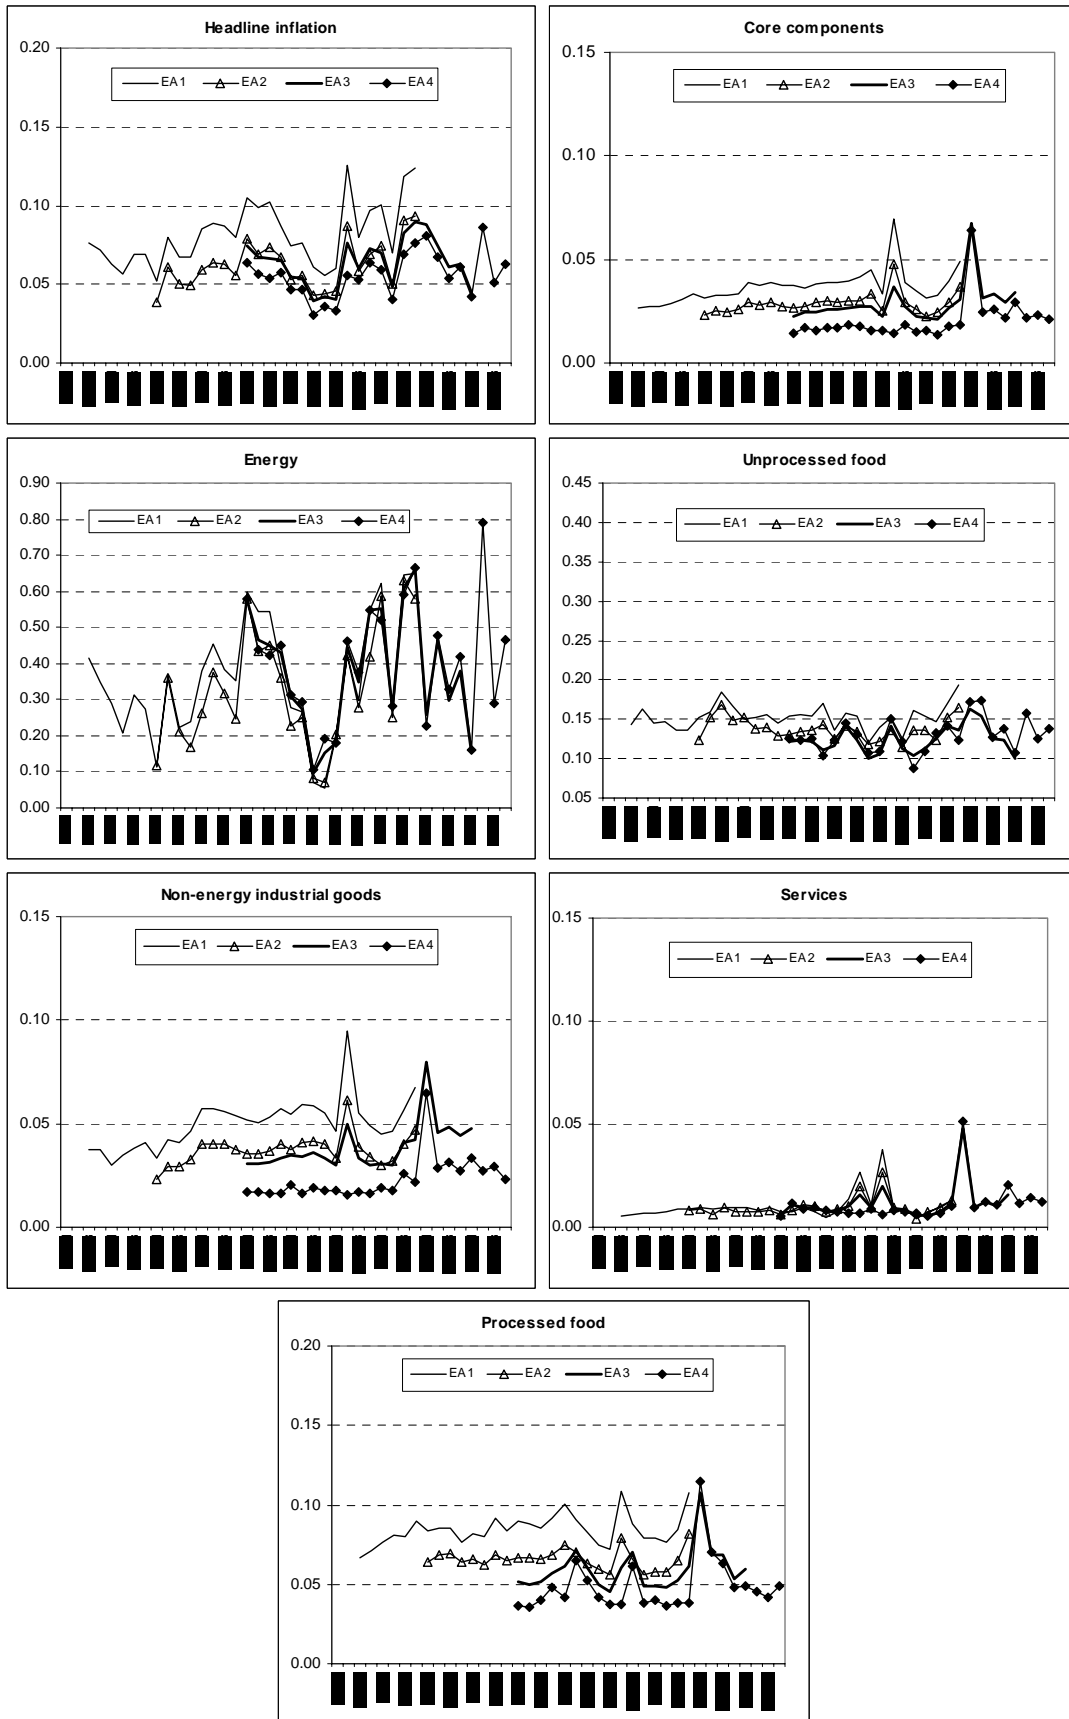 Headline inflation
0.20
EA1 EA2 EA3 EA4
0.15
0.10
0.05
0.00
Core components
0.15
EA1 EA2 EA3 EA4
0.10
0.05
0.00
Energy
0.90
EA1 EA2 EA3 EA4
0.80
0.70
0.60
0.50
0.40
0.30
0.20
0.10
0.00
Unprocessed food
0.45
EA1 EA2 EA3 EA4
0.40
0.35
0.30
0.25
0.20
0.15
0.10
0.05
Non-energy industrial goods
0.15
EA1 EA2 EA3 EA4
0.10
0.05
0.00
Services
0.15
EA1 EA2 EA3 EA4
0.10
0.05
0.00
Processed food
0.20
EA1 EA2 EA3 EA4
0.15
0.10
0.05
0.00